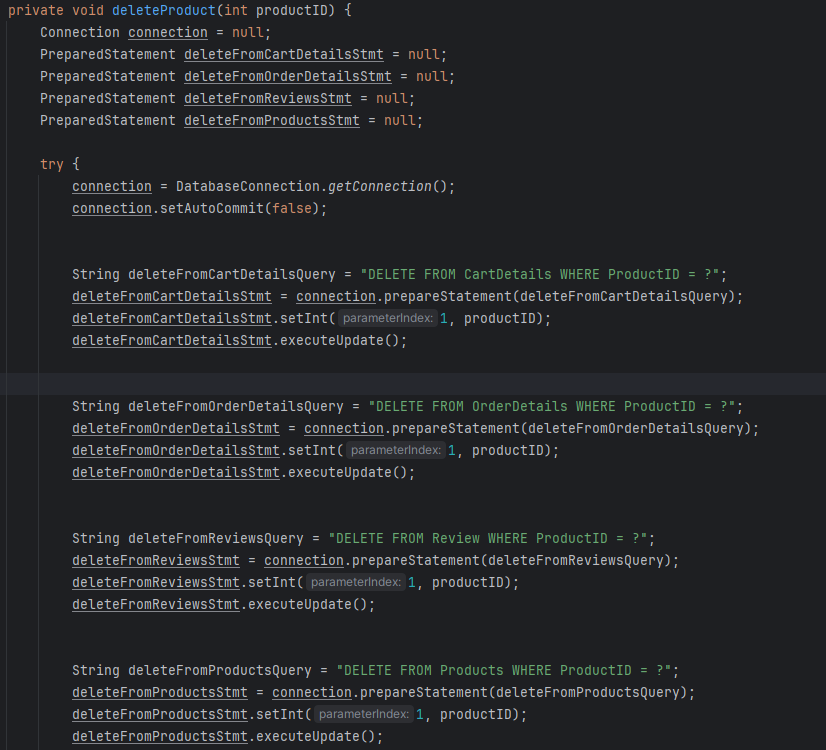 private void deleteProduct(int productID) {
Connection connection = null;
PreparedStatement deleteFromCartDetailsStmt = null;
PreparedStatement deleteFromOrderDetailsStmt = null;
PreparedStatement deleteFromReviewsStmt = null;
PreparedStatement deleteFromProductsStmt = null;
try {
connection = DatabaseConnection.getConnection();
connection.setAutoCommit(false);
String deleteFromCartDetailsQuery = "DELETE FROM CartDetails WHERE ProductID = ?";
deleteFromCartDetailsStmt = connection.prepareStatement(deleteFromCartDetailsQuery);
deleteFromCartDetailsStmt.setInt( parameterIndex: 1, productID);
deleteFromCartDetailsStmt.executeUpdate();
String deleteFromOrderDetailsQuery = "DELETE FROM OrderDetails WHERE ProductID = ?";
deleteFromOrderDetailsStmt = connection.prepareStatement(deleteFromOrderDetailsQuery);
deleteFromOrderDetailsStmt.setInt( parameterIndex: 1, productID);
deleteFromOrderDetailsStmt.executeUpdate();
String deleteFromReviewsQuery = "DELETE FROM Review WHERE ProductID = ?";
deleteFromReviewsStmt = connection.prepareStatement(deleteFromReviewsQuery);
deleteFromReviewsStmt.setInt( parameterIndex: 1, productID);
deleteFromReviewsStmt.executeUpdate();
String deleteFromProductsQuery = "DELETE FROM Products WHERE ProductID = ?";
deleteFromProductsStmt = connection.prepareStatement(deleteFromProductsQuery);
deleteFromProductsStmt.setInt( parameterIndex: 1, productID);
deleteFromProductsStmt.executeUpdate();